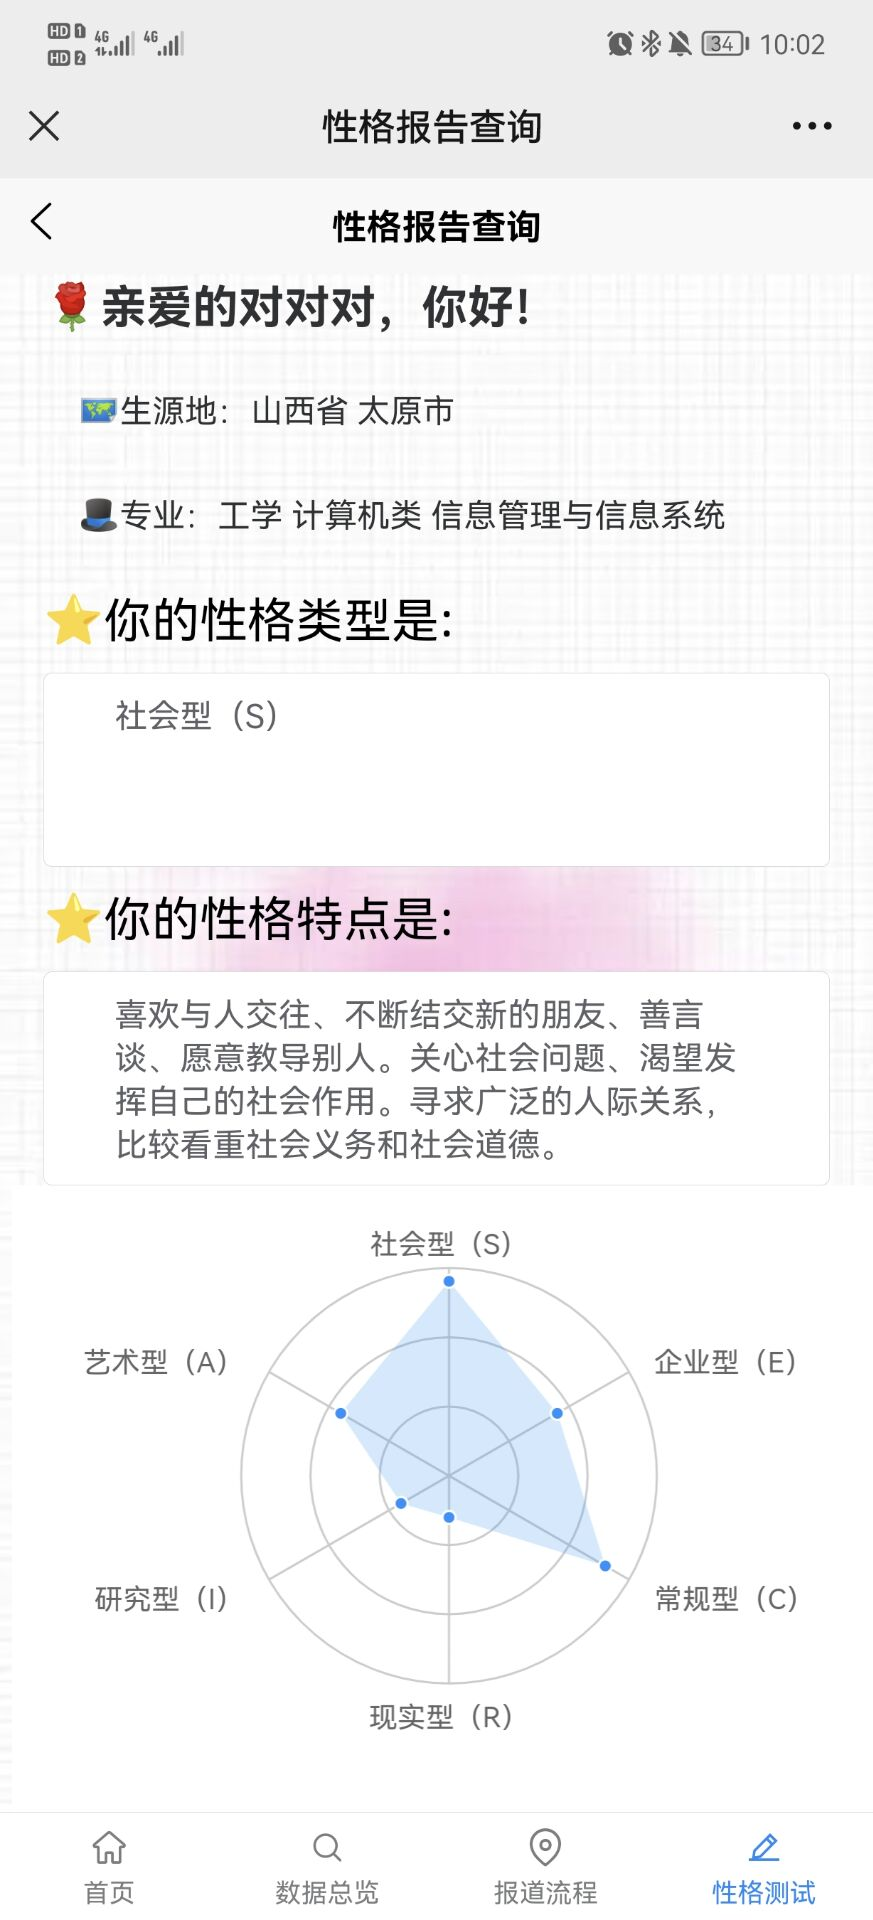 HD 1 4G 4G 34 10:02
HD 2
性格报告查询
性格报告查询
亲爱的对对对，你好!
生源地：山西省 太原市
专业：工学 计算机类 信息管理与信息系统
你的性格类型是:
社会型（S）
你的性格特点是:
喜欢与人交往、不断结交新的朋友、善言
谈、愿意教导别人。关心社会问题、渴望发
挥自己的社会作用。寻求广泛的人际关系，
比较看重社会义务和社会道德。
社会型（S）
艺术型（A）
企业型（E）
研究型（I）
常规型（C）
现实型（R）
首页
数据总览
报道流程
性格测试